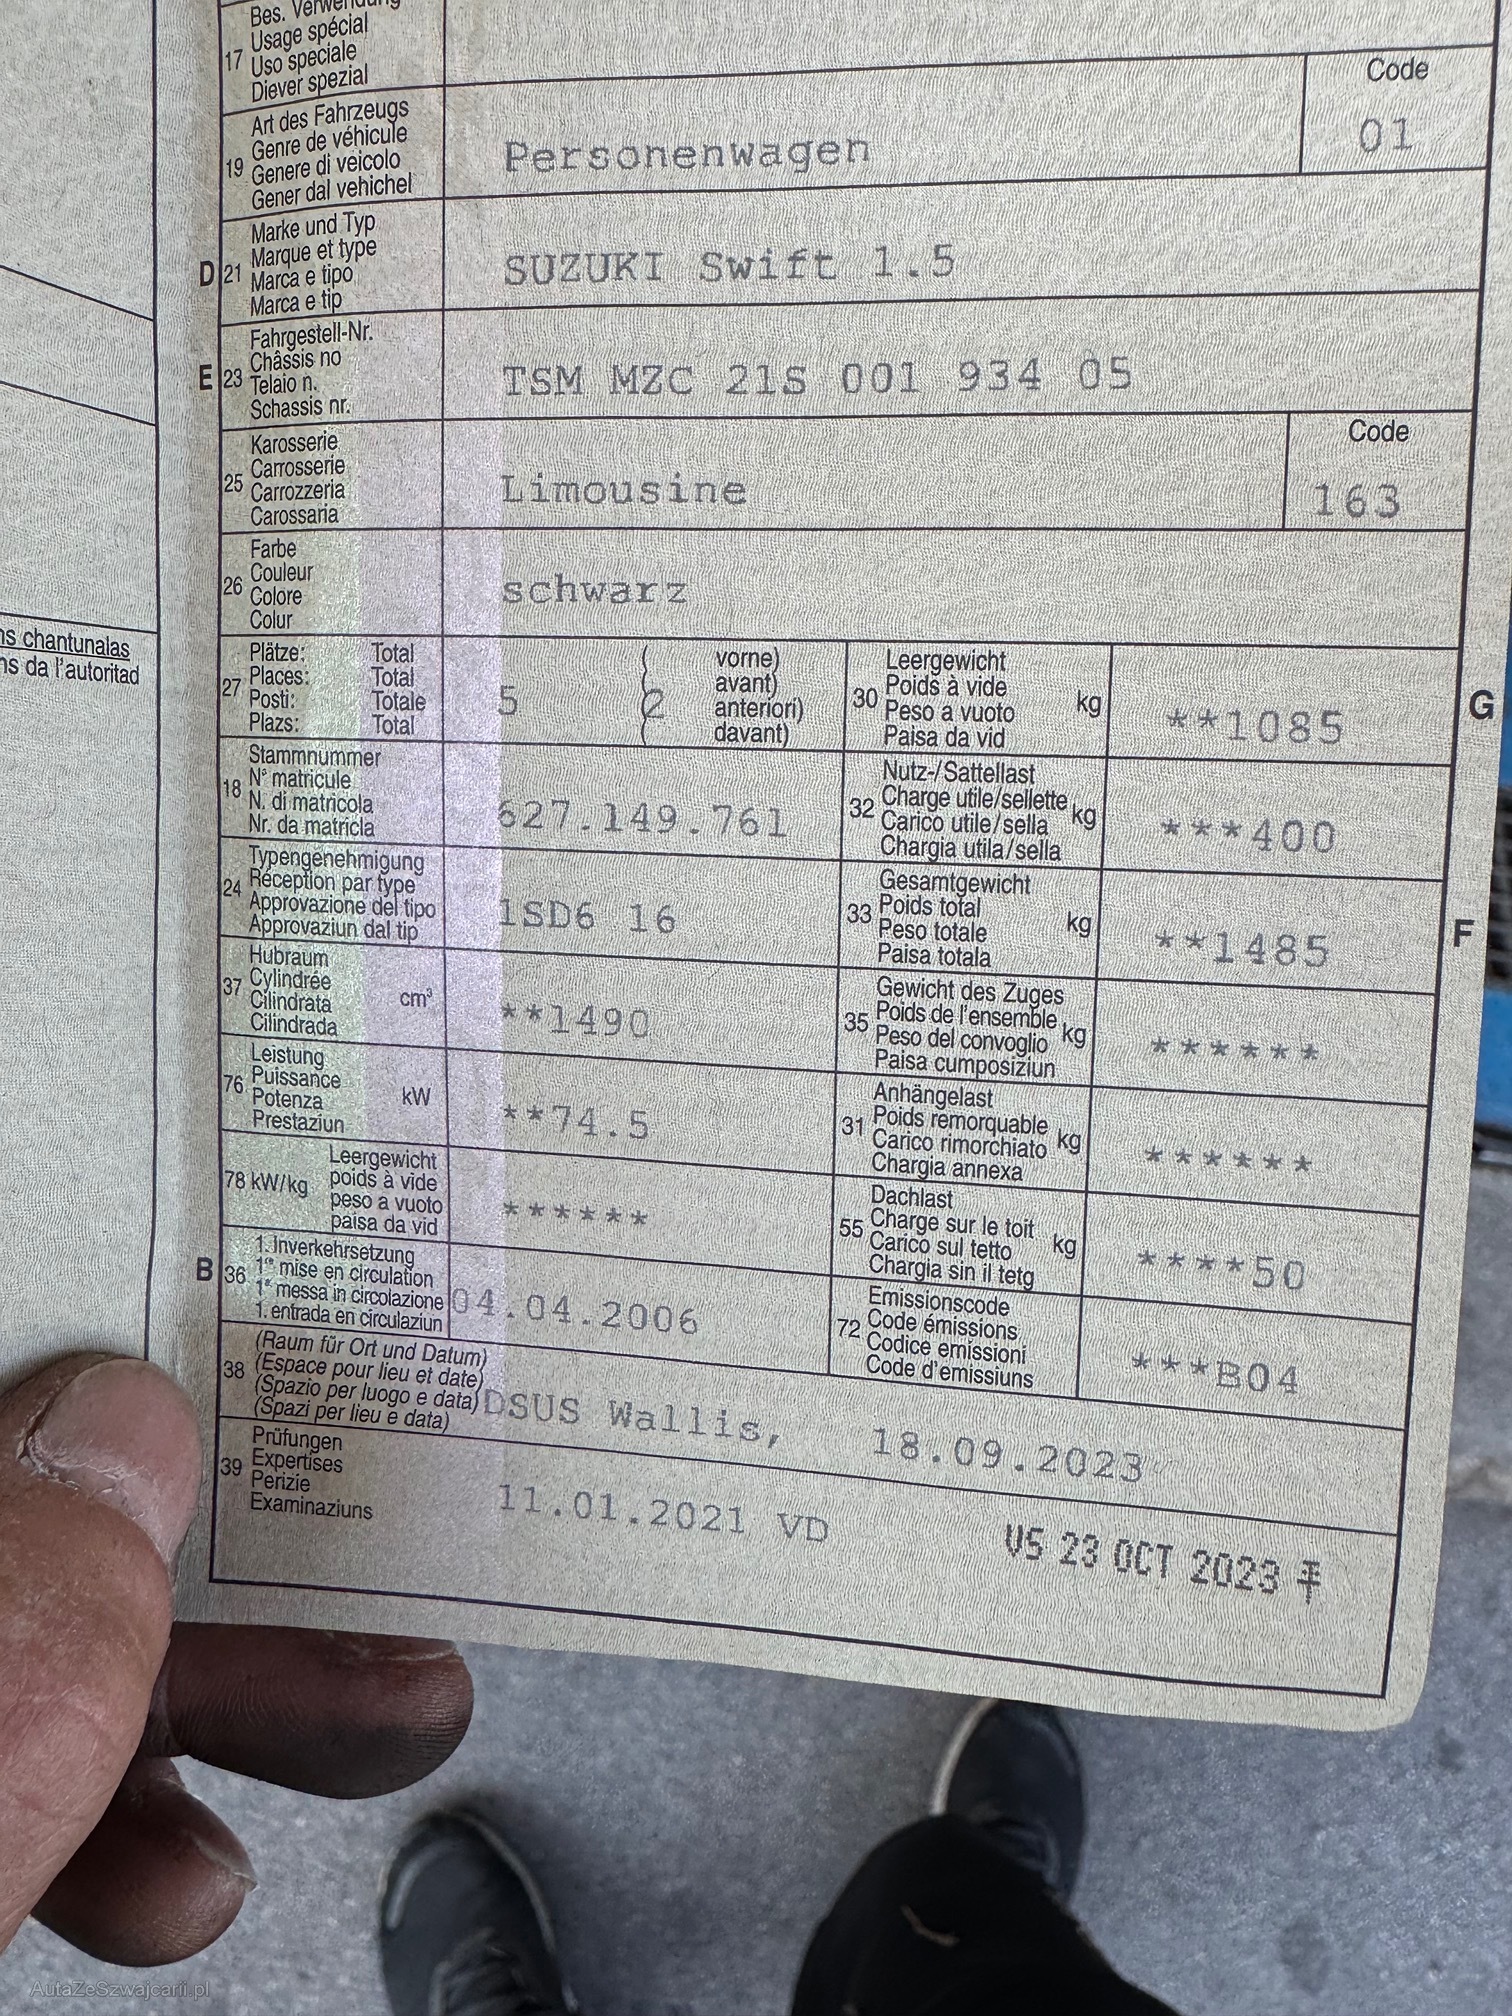 Bes. Verwendung
17 Usage spécial
Uso speciale
Diever spezial
Art des Fahrzeugs
19 Genre de véhicule
Genere di veicolo
Gener dal vehichel
Personenwagen
Code
01
Marke und Typ
D 21 Marque et type
Marca e tipo
Marca e tip
SUZUKI Swift 1.5
Fahrgestell-Nr.
E 23 Châssis no
Telaio n.
Schassis nr.
TSM MZC 21S 001 934 05
Karosserie
25 Carrosserie
Carrozzeria
Carossaria
Limousine
Code
163
Farbe
26 Couleur
Colore
Colur
schwarz
ns chantunalas
ns da l'autoritad
Plätze: Total
27 Places: Total
Posti: Totale
Plazs: Total
5 ( 2 vorne)
avant)
anteriori)
davant)
Leergewicht
30 Poids à vide kg
Peso a vuoto
Paisa da vid
**1085
G
Stammnummer
18 N° matricule
N. di matricola
Nr. da matricla
627.149.761
Nutz-/Sattellast
32 Charge utile/sellette kg
Carico utile/sella
Chargia utila/sella
***400
Typengenehmigung
24 Réception par type
Approvazione del tipo
Approvaziun dal tip
1SD6 16
Gesamtgewicht
33 Poids total kg
Peso totale
Paisa totala
**1485
F
Hubraum
37 Cylindrée cm³
Cilindrata
Cilindrada
**1490
Gewicht des Zuges
35 Poids de l'ensemble kg
Peso del convoglio
Paisa cumposiziun
******
Leistung
76 Puissance kW
Potenza
Prestaziun
**74.5
Anhängelast
31 Poids remorquable kg
Carico rimorchiato
Chargia annexa
******
Leergewicht
78 kW/kg poids à vide
peso a vuoto
paisa da vid
******
Dachlast
55 Charge sur le toit kg
Carico sul tetto
Chargia sin il tetg
****50
1. Inverkehrsetzung
B 36 1re mise en circulation
1a messa in circolazione
1. entrada en circulaziun
04.04.2006
Emissionscode
72 Code émissions
Codice emissioni
Code d'emissiuns
***B04
(Raum für Ort und Datum)
38 (Espace pour lieu et date)
(Spazio per luogo e data)
(Spazi per lieu e data)
DSUS Wallis, 18.09.2023
Prüfungen
39 Expertises
Perizie
Examinaziuns
11.01.2021 VD
VS 23 OCT 2023
AutaZeSzwajcarii.pl